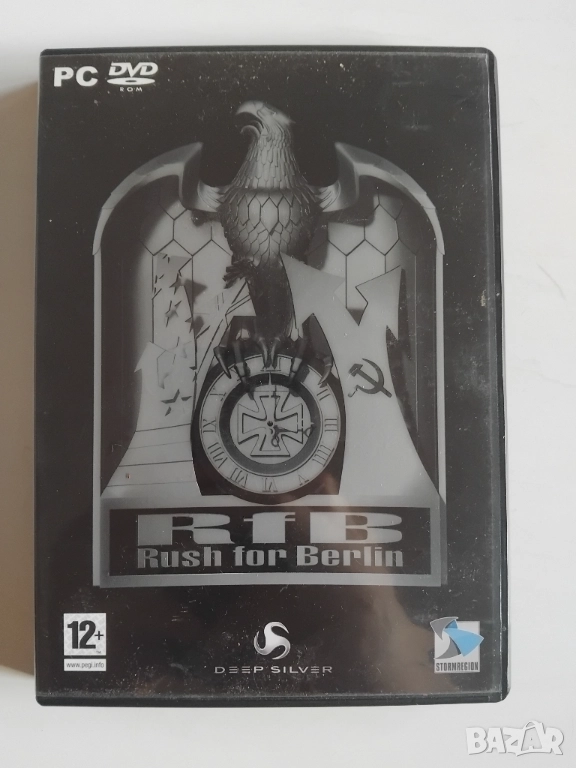 PC DVD
ROM
RfB
Rush for Berlin
12+
www.pegi.info
DEEP SILVER
STORMREGION
BAZAR